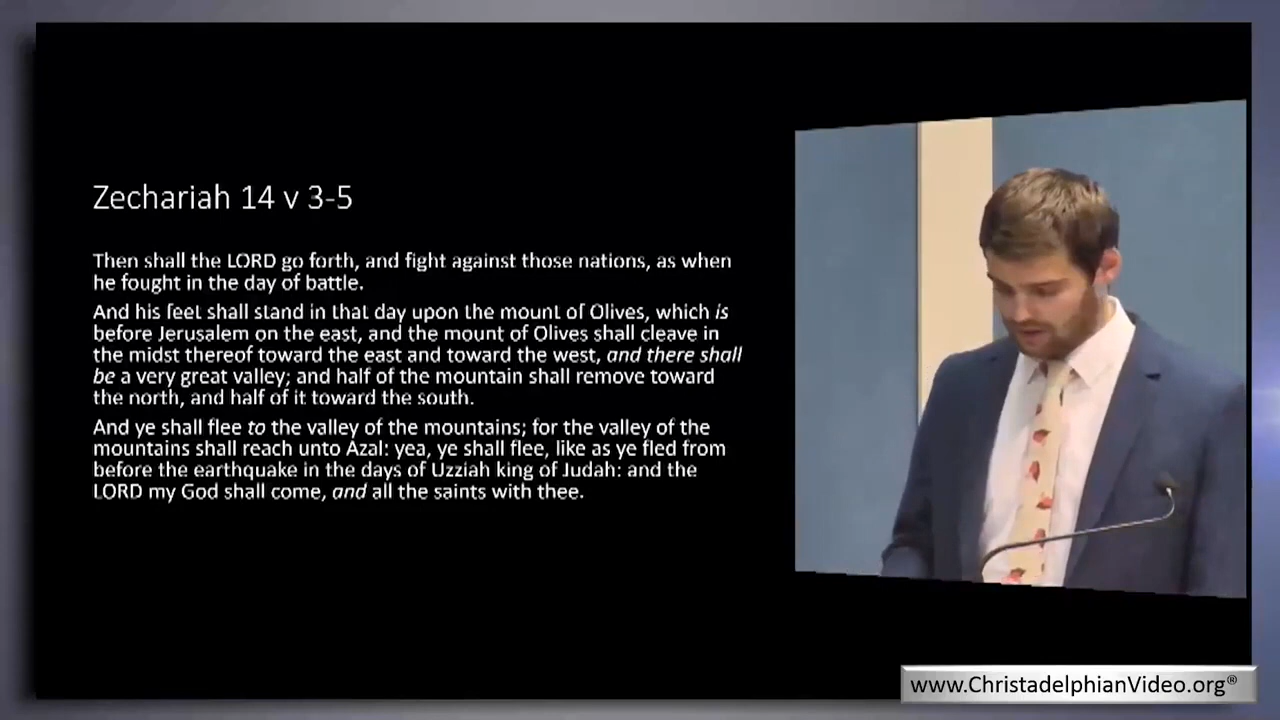 Zechariah 14 v 3-5
Then shall the LORD go forth, and fight against those nations, as when
he fought in the day of battle.
And his feet shall stand in that day upon the mount of Olives, which is
before Jerusalem on the east, and the mount of Olives shall cleave in
the midst thereof toward the east and toward the west, and there shall
be a very great valley; and half of the mountain shall remove toward
the north, and half of it toward the south.
And ye shall flee to the valley of the mountains; for the valley of the
mountains shall reach unto Azal: yea, ye shall flee, like as ye fled from
before the earthquake in the days of Uzziah king of Judah: and the
LORD my God shall come, and all the saints with thee.
www.ChristadelphianVideo.org®